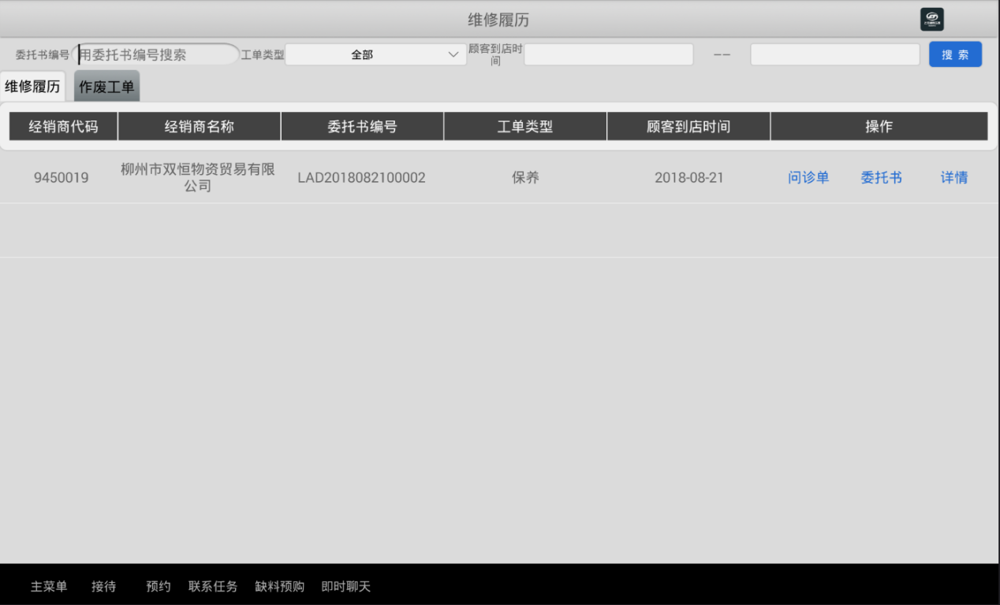 维修履历
委托书编号 用委托书编号搜索 工单类型 全部 顾客到店时间 —— 搜 索
维修履历 作废工单
经销商代码 经销商名称 委托书编号 工单类型 顾客到店时间 操作
9450019 柳州市双恒物资贸易有限公司 LAD2018082100002 保养 2018-08-21 问诊单 委托书 详情
主菜单 接待 预约 联系任务 缺料预购 即时聊天